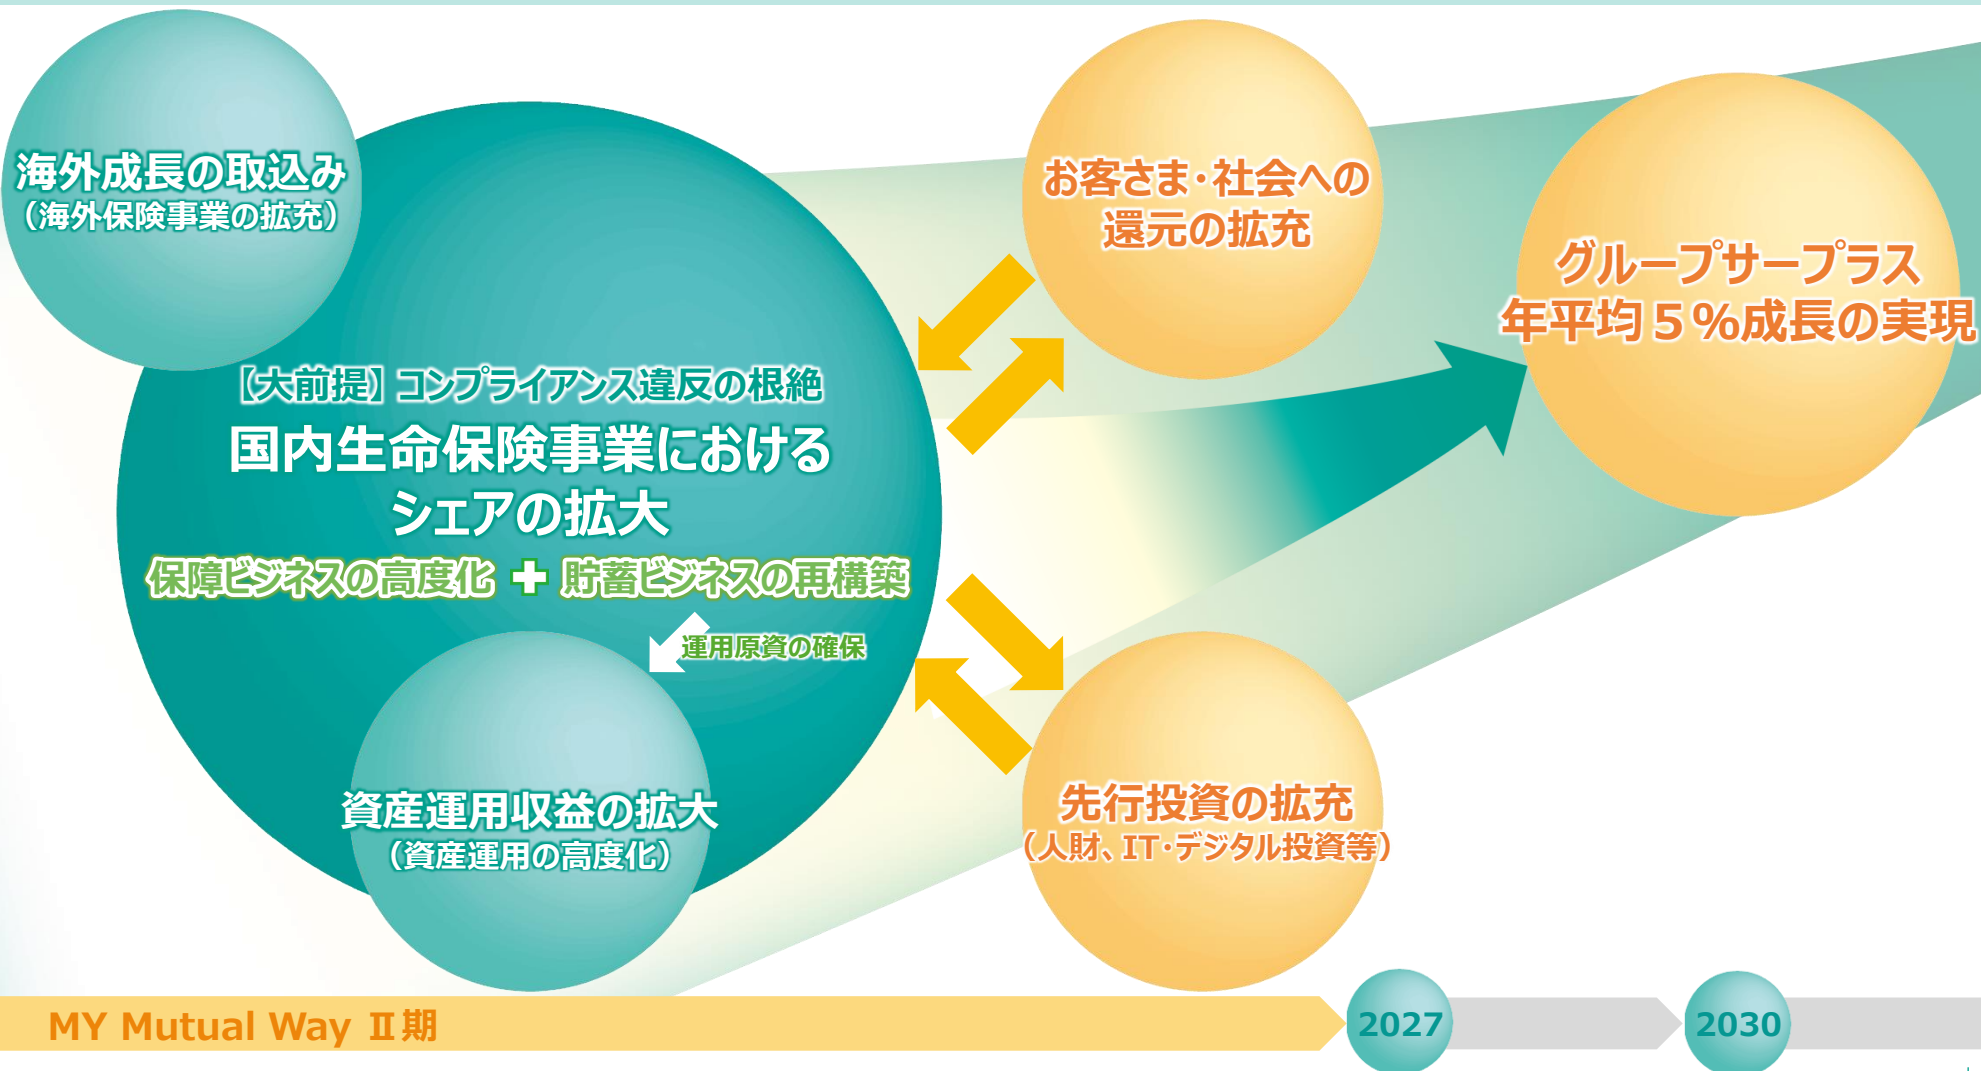 海外成長の取込み
（海外保険事業の拡充）
【大前提】コンプライアンス違反の根絶
国内生命保険事業における
シェアの拡大
保障ビジネスの高度化 ＋ 貯蓄ビジネスの再構築
運用原資の確保
資産運用収益の拡大
（資産運用の高度化）
お客さま・社会への
還元の拡充
先行投資の拡充
（人財、IT・デジタル投資等）
グループサープラス
年平均５％成長の実現
MY Mutual Way Ⅱ期
2027
2030